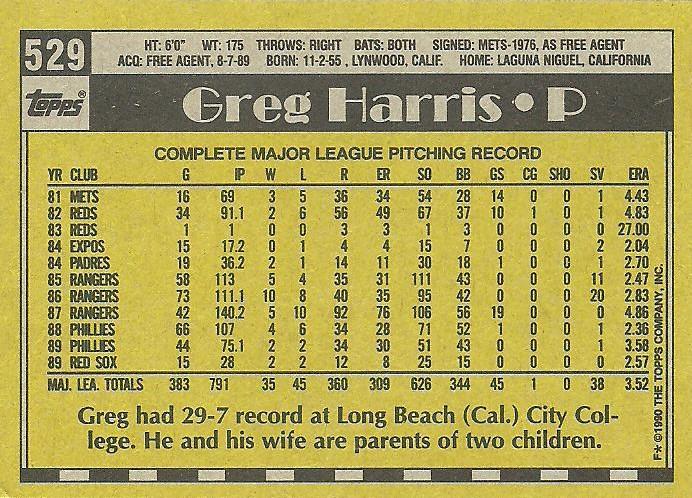 529
HT: 6'0" WT: 175 THROWS: RIGHT BATS: BOTH SIGNED: METS-1976, AS FREE AGENT
ACQ: FREE AGENT, 8-7-89 BORN: 11-2-55 , LYNWOOD, CALIF. HOME: LAGUNA NIGUEL, CALIFORNIA
Topps®
Greg Harris • P
COMPLETE MAJOR LEAGUE PITCHING RECORD
YR CLUB G IP W L R ER SO BB GS CG SHO SV ERA
81 METS 16 69 3 5 36 34 54 28 14 0 0 1 4.43
82 REDS 34 91.1 2 6 56 49 67 37 10 1 0 1 4.83
83 REDS 1 1 0 0 3 3 1 3 0 0 0 0 27.00
84 EXPOS 15 17.2 0 1 4 4 15 7 0 0 0 2 2.04
84 PADRES 19 36.2 2 1 14 11 30 18 1 0 0 1 2.70
85 RANGERS 58 113 5 4 35 31 111 43 0 0 0 11 2.47
86 RANGERS 73 111.1 10 8 40 35 95 42 0 0 0 20 2.83
87 RANGERS 42 140.2 5 10 92 76 106 56 19 0 0 0 4.86
88 PHILLIES 66 107 4 6 34 28 71 52 1 0 0 1 2.36
89 PHILLIES 44 75.1 2 2 34 30 51 43 0 0 0 1 3.58
89 RED SOX 15 28 2 2 12 8 25 15 0 0 0 0 2.57
MAJ. LEA. TOTALS 383 791 35 45 360 309 626 344 45 1 0 38 3.52
Greg had 29-7 record at Long Beach (Cal.) City Col-
lege. He and his wife are parents of two children.
F* ©1990 THE TOPPS COMPANY, INC.